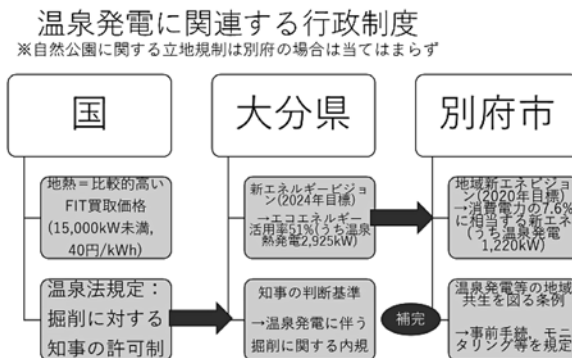 温泉発電に関連する行政制度
※自然公園に関する立地規制は別府の場合は当てはまらず
国
地熱＝比較的高い
FIT買取価格
(15,000kW未満,
40円/kWh)
温泉法規定：
掘削に対する
知事の許可制
大分県
新エネルギービジョ
ン(2024年目標)
→エコエネルギー
活用率51%(うち温泉
熱発電2,925kW)
知事の判断基準
→温泉発電に伴う
掘削に関する内規
別府市
地域新エネビジョ
ン(2020年目標)
→消費電力の7.6%
に相当する新エネ
(うち温泉発電
1,220kW)
補完
温泉発電等の地域
共生を図る条例
→事前手続、モニ
タリング等を規定